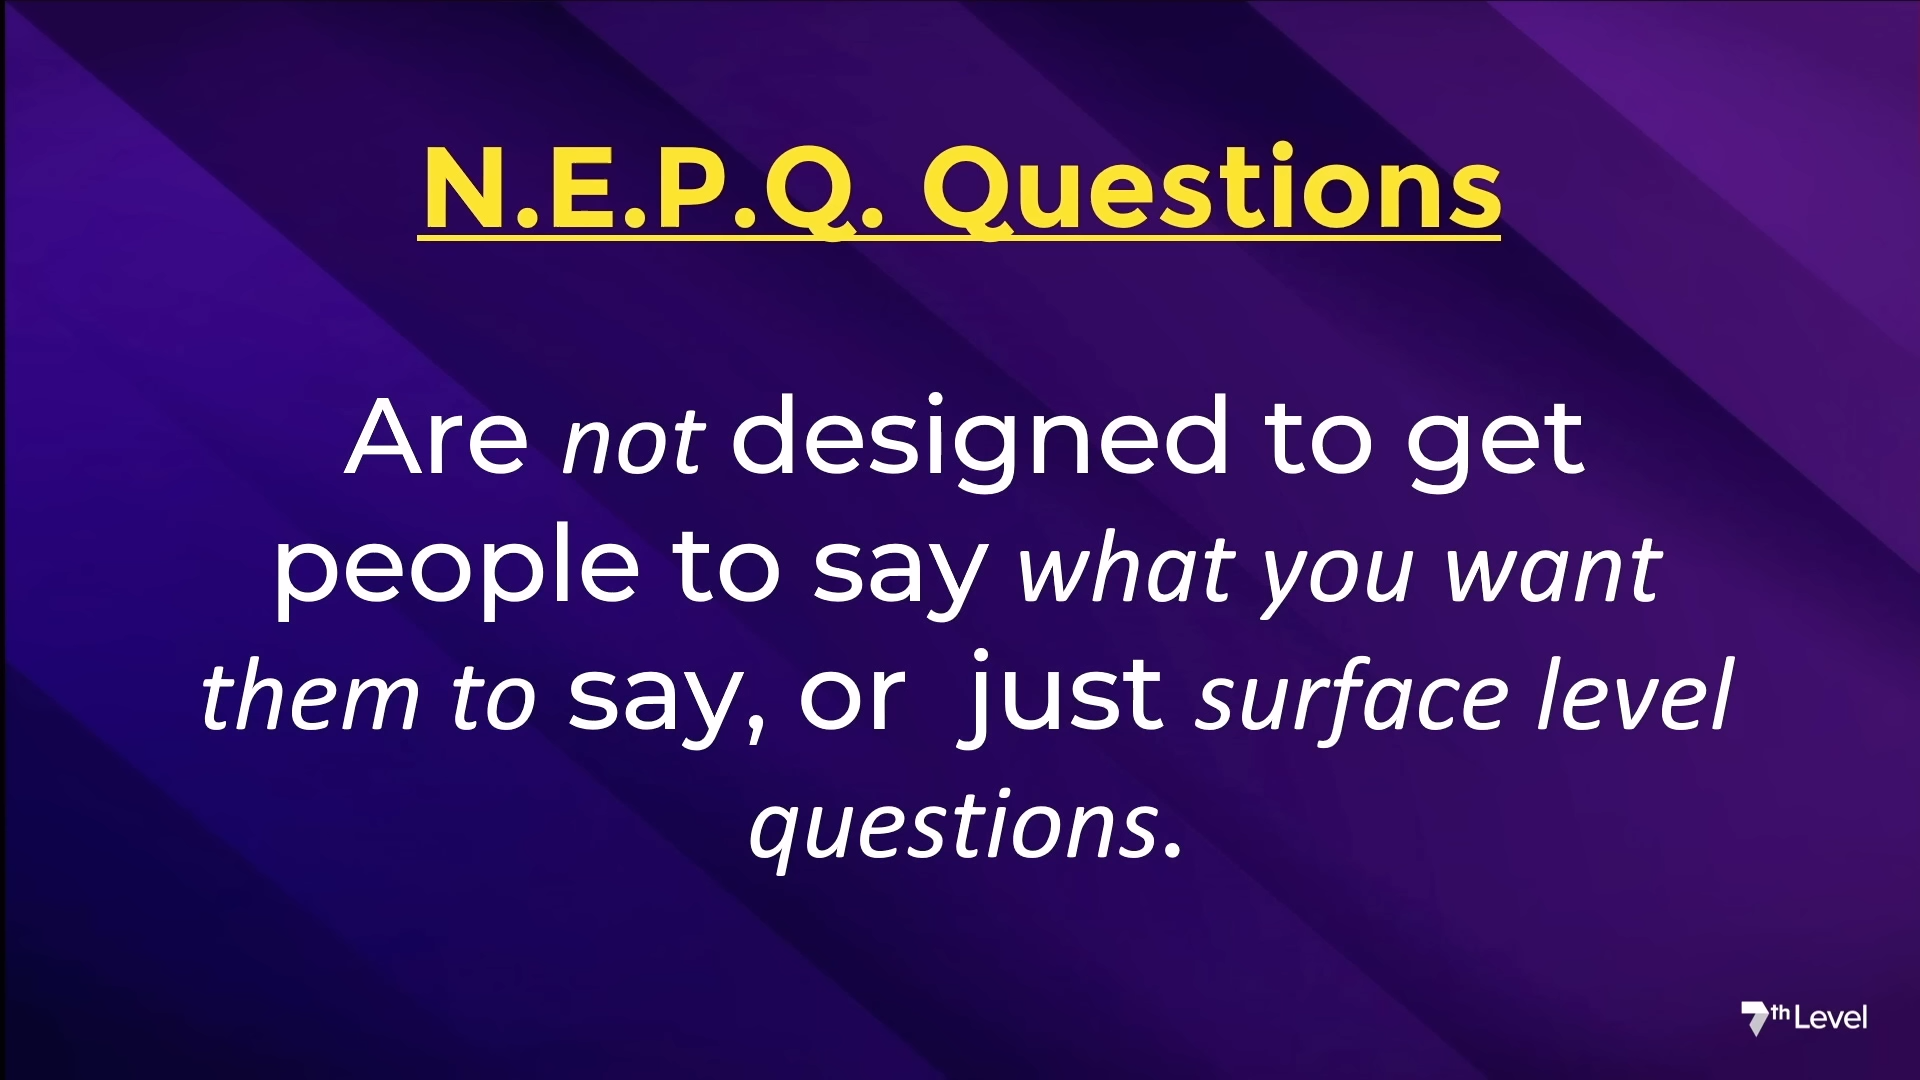 N.E.P.Q. Questions
Are not designed to get
people to say what you want
them to say, or just surface level
questions.
7th Level